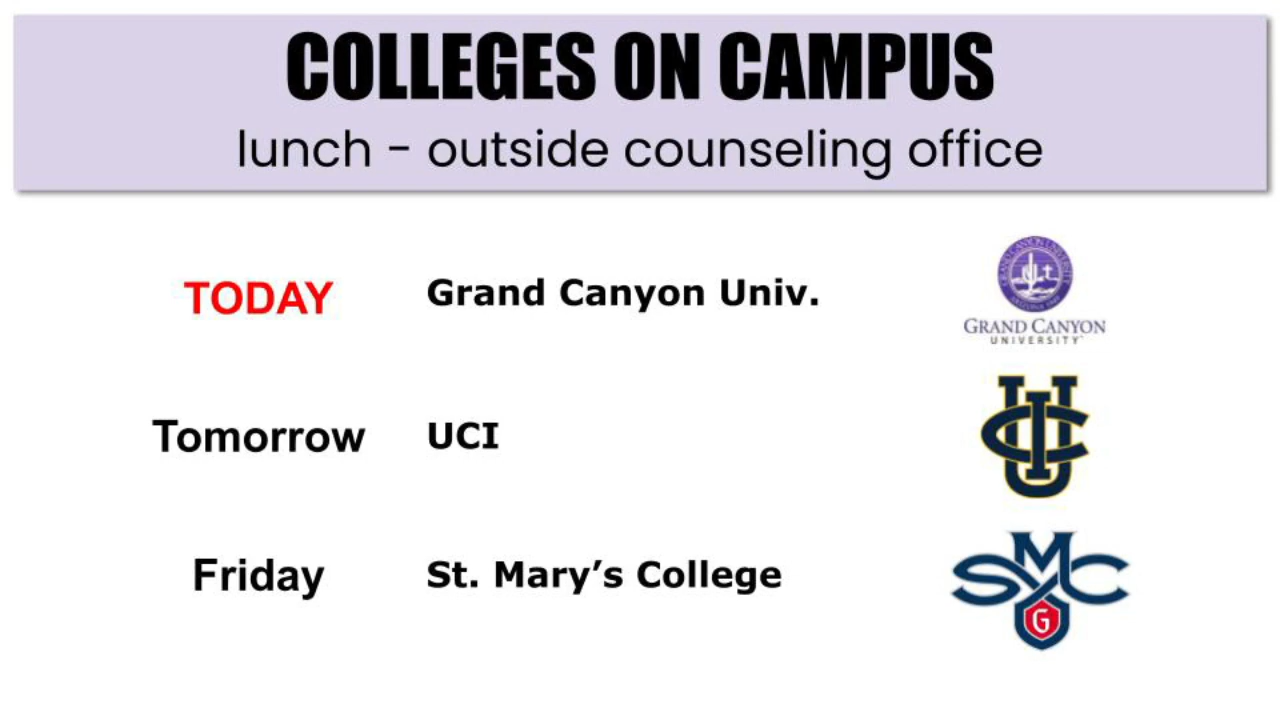 COLLEGES ON CAMPUS
lunch - outside counseling office
TODAY Grand Canyon Univ.
GRAND CANYON
UNIVERSITY
Tomorrow UCI
UCI
Friday St. Mary’s College
SMC
G